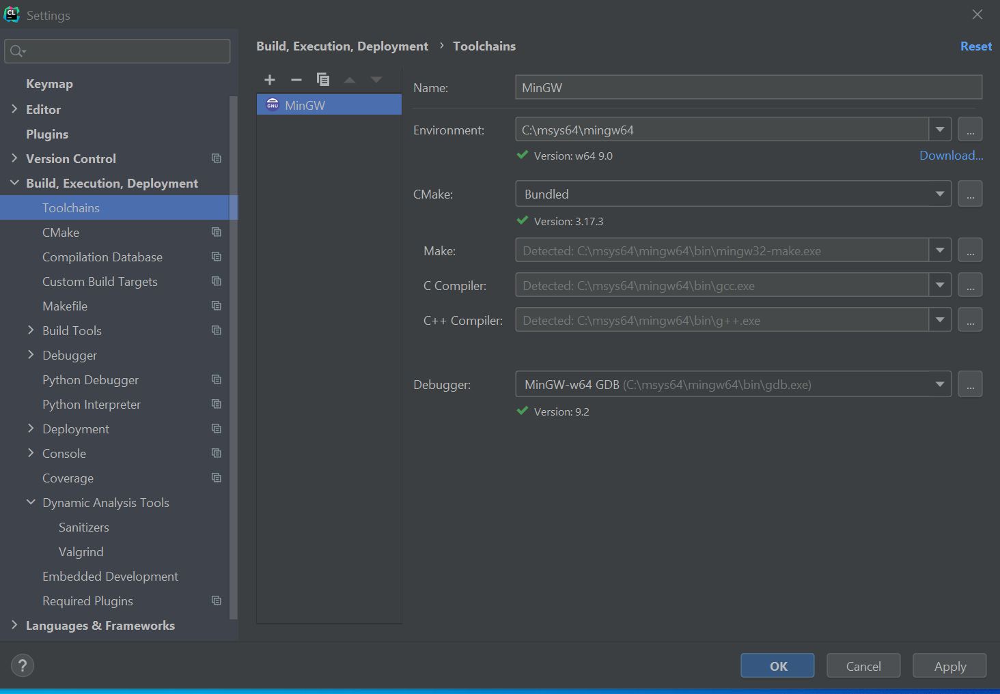 CL
Settings
Keymap
Editor
Plugins
Version Control
Build, Execution, Deployment
Toolchains
CMake
Compilation Database
Custom Build Targets
Makefile
Build Tools
Debugger
Python Debugger
Python Interpreter
Deployment
Console
Coverage
Dynamic Analysis Tools
Sanitizers
Valgrind
Embedded Development
Required Plugins
Languages & Frameworks
Build, Execution, Deployment › Toolchains
Reset
GNU MinGW
Name: MinGW
Environment: C:\msys64\mingw64 ...
Version: w64 9.0 Download...
CMake: Bundled ...
Version: 3.17.3
Make: Detected: C:\msys64\mingw64\bin\mingw32-make.exe ...
C Compiler: Detected: C:\msys64\mingw64\bin\gcc.exe ...
C++ Compiler: Detected: C:\msys64\mingw64\bin\g++.exe ...
Debugger: MinGW-w64 GDB (C:\msys64\mingw64\bin\gdb.exe) ...
Version: 9.2
? OK Cancel Apply